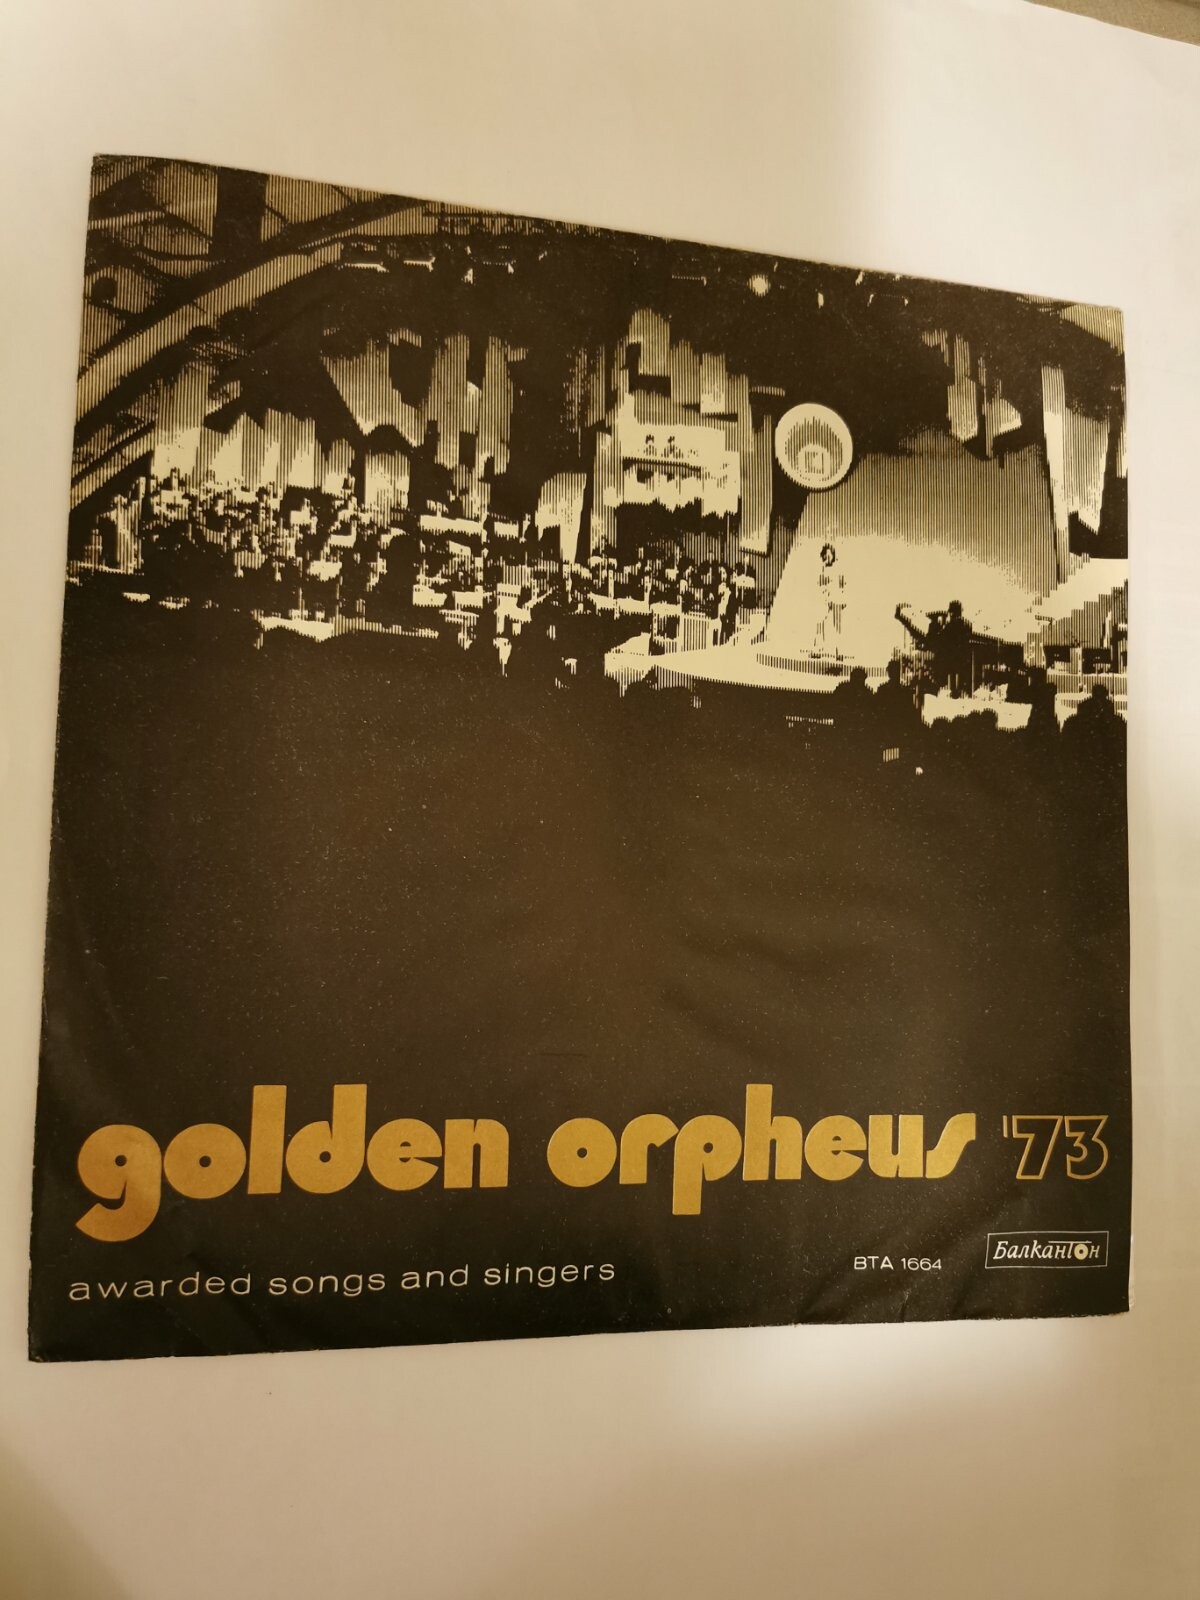 golden orpheus '73
awarded songs and singers
BTA 1664
Балкантон